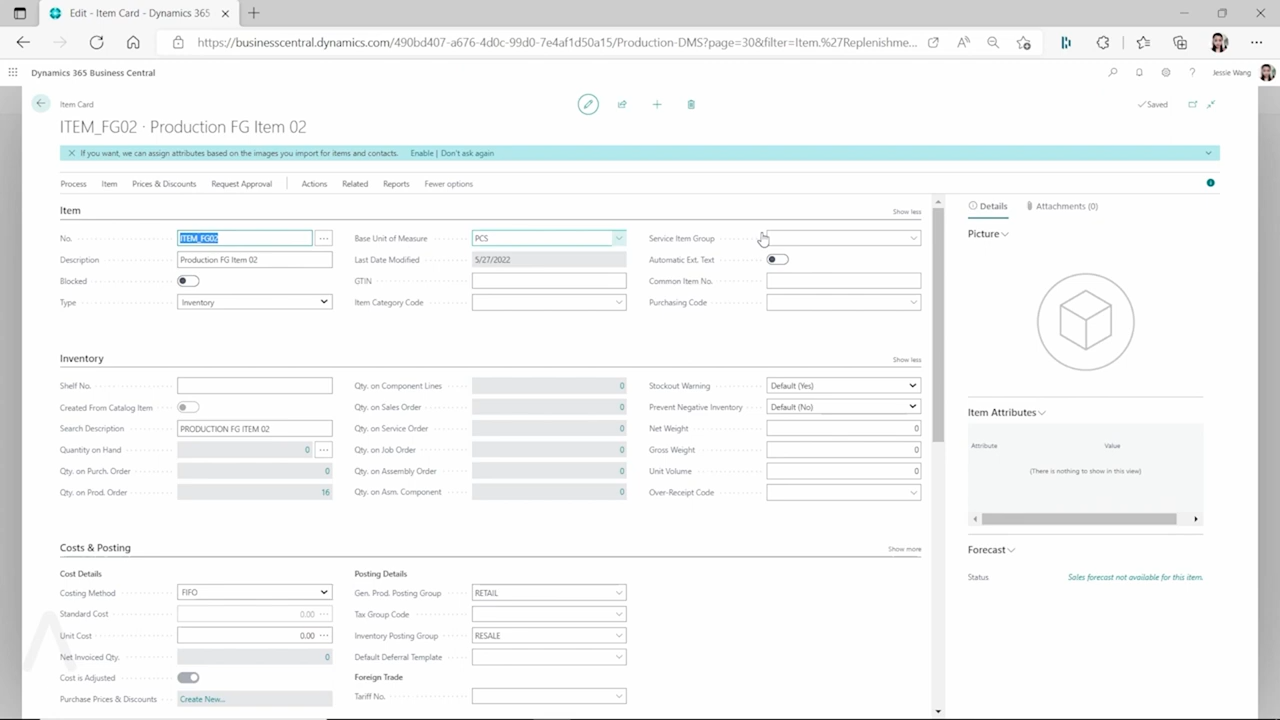 Edit - Item Card - Dynamics 365
https://businesscentral.dynamics.com/490bd407-a676-4d0c-9990-7e4af1d50a15/Production-DMS?page=30&filter=Item.%27Replenishme...
Dynamics 365 Business Central
Jessie Wang
Item Card
Saved
ITEM_FG02 · Production FG Item 02
If you want, we can assign attributes based on the images you import for items and contacts. Enable | Don't ask again
Process Item Prices & Discounts Request Approval Actions Related Reports Fewer options
Details Attachments (0)
Item Show less
No. ITEM_FG02 Base Unit of Measure PCS Service Item Group
Description Production FG Item 02 Last Date Modified 5/27/2022 Automatic Ext. Text
Blocked GTIN Common Item No.
Type Inventory Item Category Code Purchasing Code
Picture
Inventory Show less
Shelf No. Qty. on Component Lines 0 Stockout Warning Default (Yes)
Created From Catalog Item Qty. on Sales Order 0 Prevent Negative Inventory Default (No)
Search Description PRODUCTION FG ITEM 02 Qty. on Service Order 0 Net Weight 0
Quantity on Hand 0 Qty. on Job Order 0 Gross Weight 0
Qty. on Purch. Order 0 Qty. on Assembly Order 0 Unit Volume 0
Qty. on Prod. Order 16 Qty. on Asm. Component 0 Over-Receipt Code
Item Attributes
Attribute Value
(There is nothing to show in this view)
Costs & Posting Show more
Cost Details Posting Details
Costing Method FIFO Gen. Prod. Posting Group RETAIL
Standard Cost 0.00 Tax Group Code
Unit Cost 0.00 Inventory Posting Group RESALE
Net Invoiced Qty. 0 Default Deferral Template
Cost is Adjusted Foreign Trade
Purchase Prices & Discounts Create New... Tariff No.
Forecast
Status Sales forecast not available for this item.